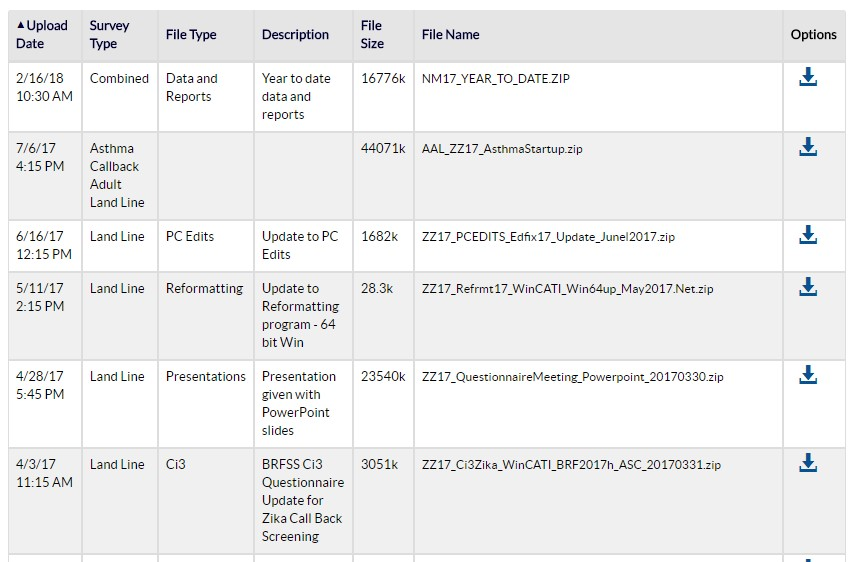 ▲Upload Date Survey Type File Type Description File Size File Name Options
2/16/18 10:30 AM Combined Data and Reports Year to date data and reports 16776k NM17_YEAR_TO_DATE.ZIP
7/6/17 4:15 PM Asthma Callback Adult Land Line 44071k AAL_ZZ17_AsthmaStartup.zip
6/16/17 12:15 PM Land Line PC Edits Update to PC Edits 1682k ZZ17_PCEDITS_Edfix17_Update_Junel2017.zip
5/11/17 2:15 PM Land Line Reformatting Update to Reformatting program - 64 bit Win 28.3k ZZ17_Refrmt17_WinCATI_Win64up_May2017.Net.zip
4/28/17 5:45 PM Land Line Presentations Presentation given with PowerPoint slides 23540k ZZ17_QuestionnaireMeeting_Powerpoint_20170330.zip
4/3/17 11:15 AM Land Line Ci3 BRFSS Ci3 Questionnaire Update for Zika Call Back Screening 3051k ZZ17_Ci3Zika_WinCATI_BRF2017h_ASC_20170331.zip